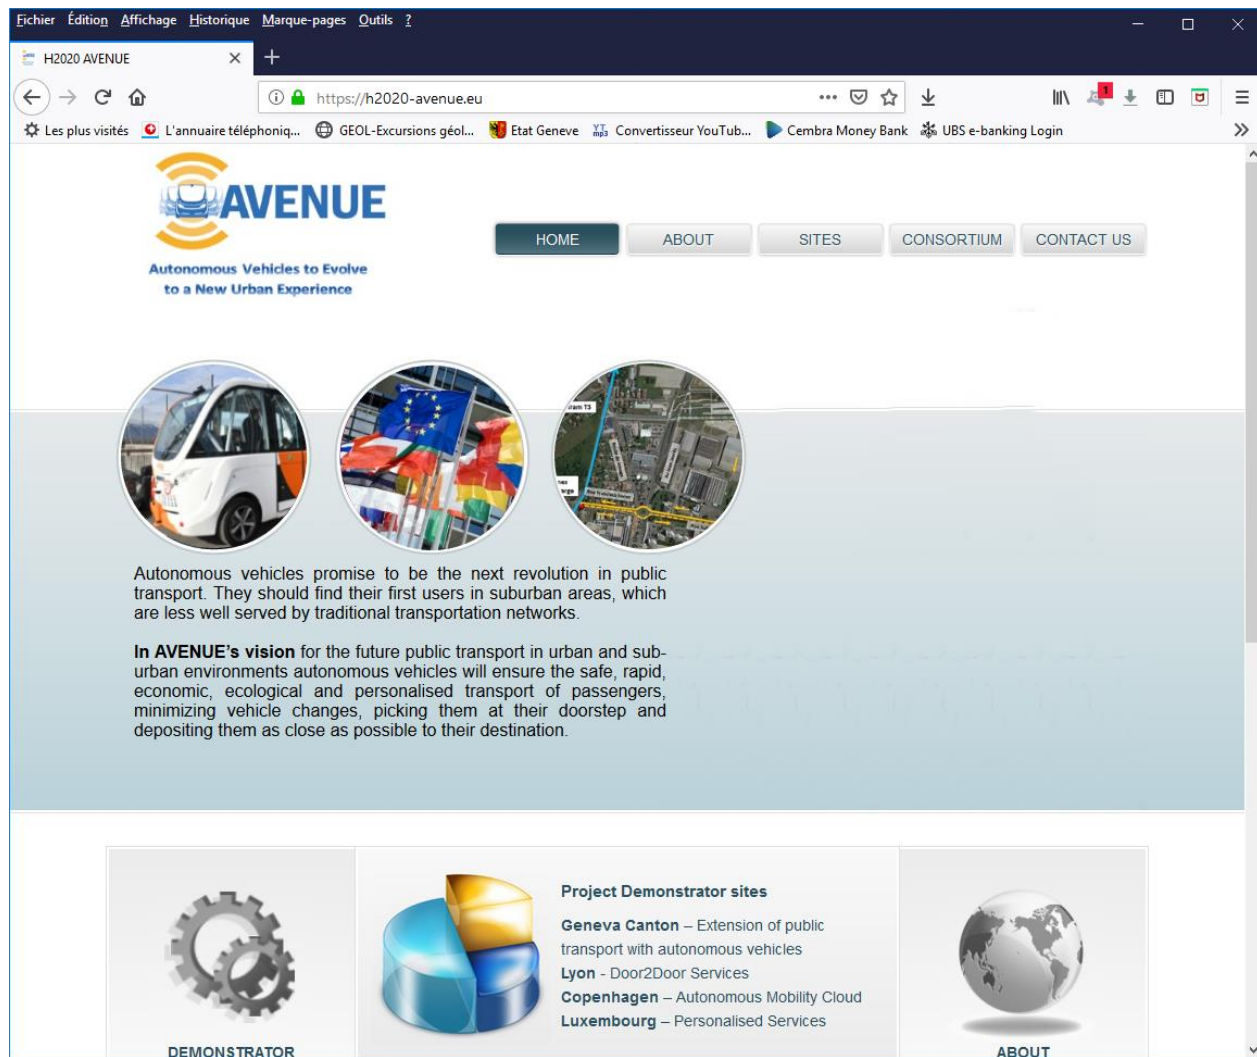 Fichier Édition Affichage Historique Marque-pages Outils ?
H2020 AVENUE
https://h2020-avenue.eu
1
Les plus visités L'annuaire téléphoniq... GEOL-Excursions géol... Etat Geneve Convertisseur YouTub... Cembra Money Bank UBS e-banking Login
AVENUE
Autonomous Vehicles to Evolve
to a New Urban Experience
HOME ABOUT SITES CONSORTIUM CONTACT US
Autonomous vehicles promise to be the next revolution in public
transport. They should find their first users in suburban areas, which
are less well served by traditional transportation networks.
In AVENUE's vision for the future public transport in urban and sub-
urban environments autonomous vehicles will ensure the safe, rapid,
economic, ecological and personalised transport of passengers,
minimizing vehicle changes, picking them at their doorstep and
depositing them as close as possible to their destination.
Project Demonstrator sites
Geneva Canton – Extension of public
transport with autonomous vehicles
Lyon - Door2Door Services
Copenhagen – Autonomous Mobility Cloud
Luxembourg – Personalised Services
DEMONSTRATOR
ABOUT